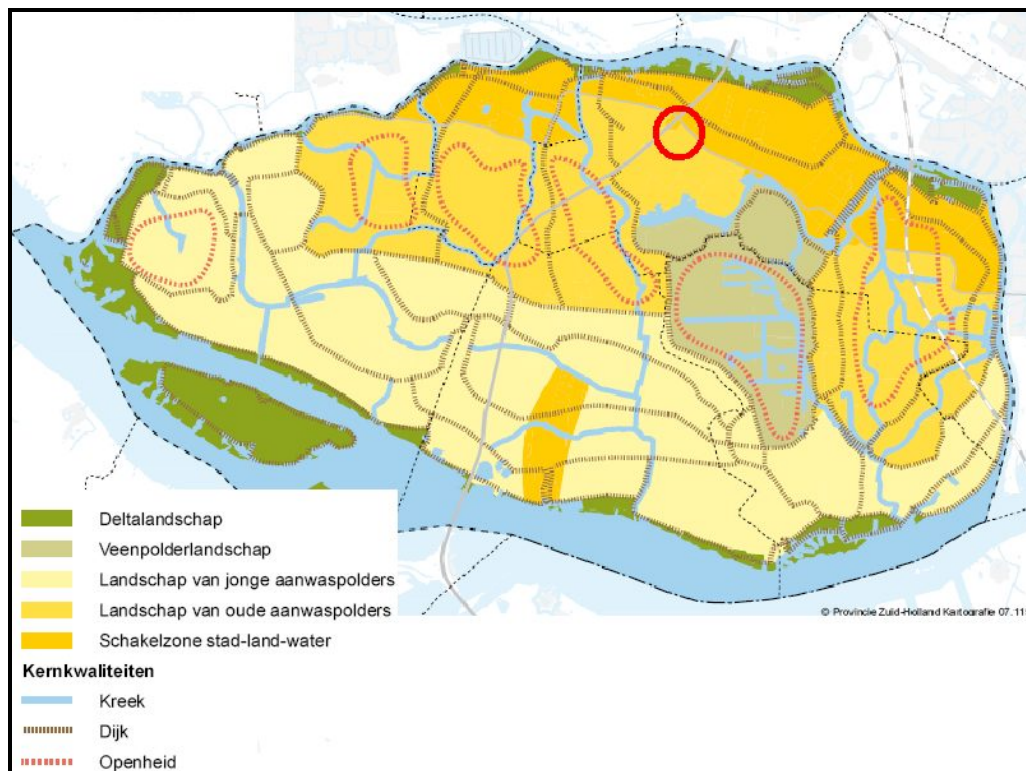 © Provincie Zuid-Holland Kartografie 07.11
Deltalandschap
Veenpolderlandschap
Landschap van jonge aanwaspolders
Landschap van oude aanwaspolders
Schakelzone stad-land-water
Kernkwaliteiten
Kreek
Dijk
Openheid